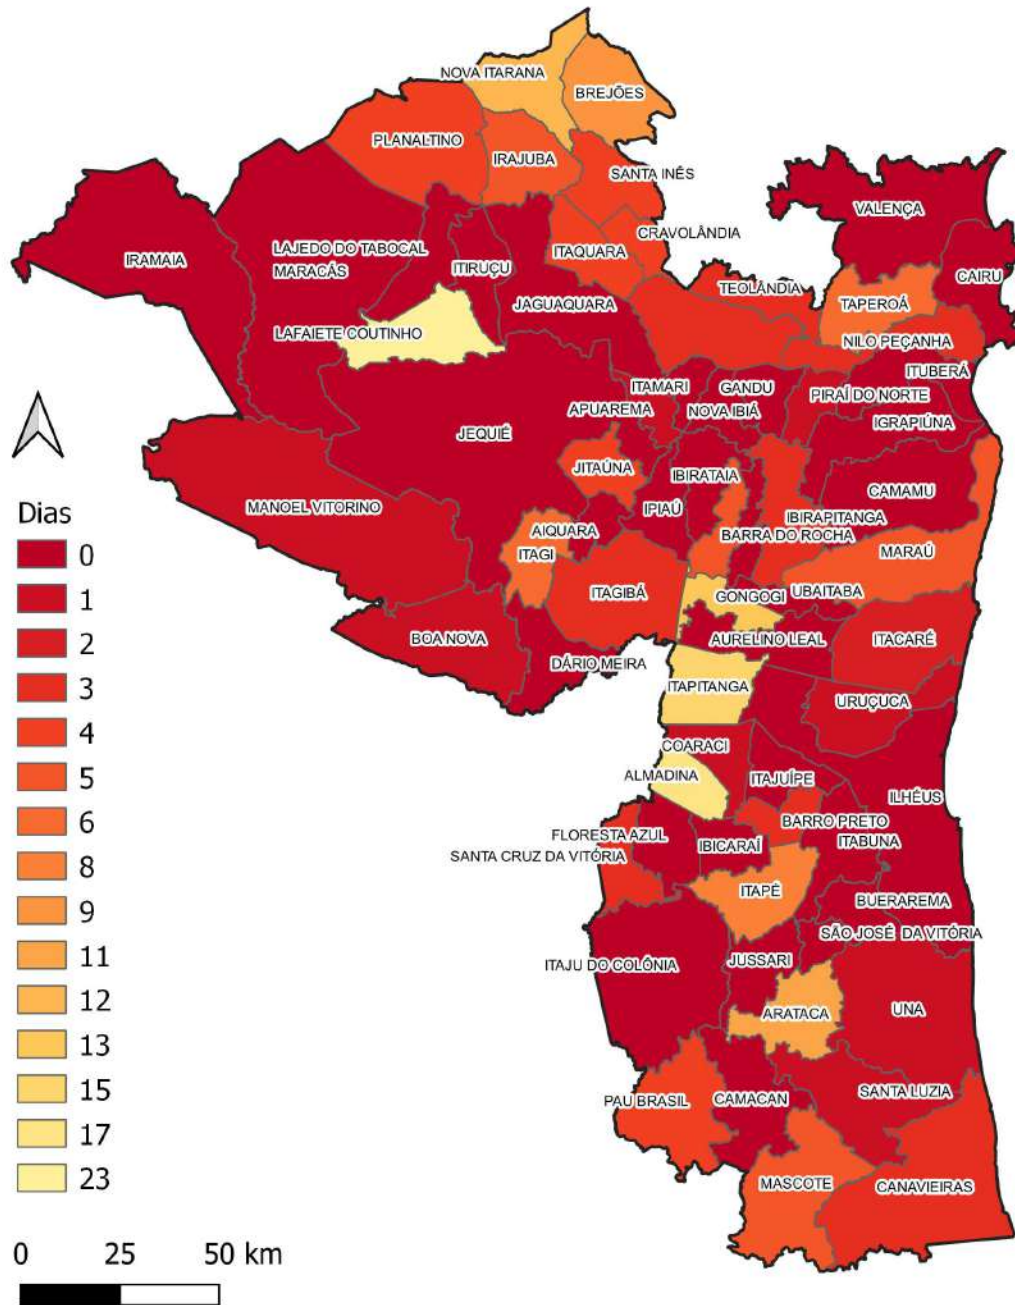 NOVA ITARANA
BREJÕES
PLANALTINO
IRAJUBA
SANTA INÊS
VALENÇA
CRAVOLÂNDIA
LAJEDO DO TABOCAL
ITAQUARA
IRAMAIA
ITIRUÇU
MARACÁS
CAIRU
TEOLÂNDIA
JAGUAQUARA
TAPEROÁ
LAFAIETE COUTINHO
NILO PEÇANHA
ITUBERÁ
ITAMARI
GANDU
PIRAÍ DO NORTE
APUAREMA
NOVA IBIÁ
IGRAPIÚNA
JEQUIÉ
JITAÚNA
IBIRATAIA
CAMAMU
MANOEL VITORINO
IPIAÚ
IBIRAPITANGA
AIQUARA
BARRA DO ROCHA
MARAÚ
ITAGI
ITAGIBÁ
GONGOGI
UBAITABA
BOA NOVA
AURELINO LEAL
ITACARÉ
DÁRIO MEIRA
ITAPITANGA
URUÇUCA
COARACI
ALMADINA
ITAJUÍPE
ILHÉUS
BARRO PRETO
FLORESTA AZUL
IBICARAÍ
ITABUNA
SANTA CRUZ DA VITÓRIA
ITAPÉ
BUERAREMA
SÃO JOSÉ DA VITÓRIA
ITAJU DO COLÔNIA
JUSSARI
ARATACA
UNA
PAU BRASIL
CAMACAN
SANTA LUZIA
MASCOTE
CANAVIEIRAS
Dias
0
1
2
3
4
5
6
8
9
11
12
13
15
17
23
0 25 50 km